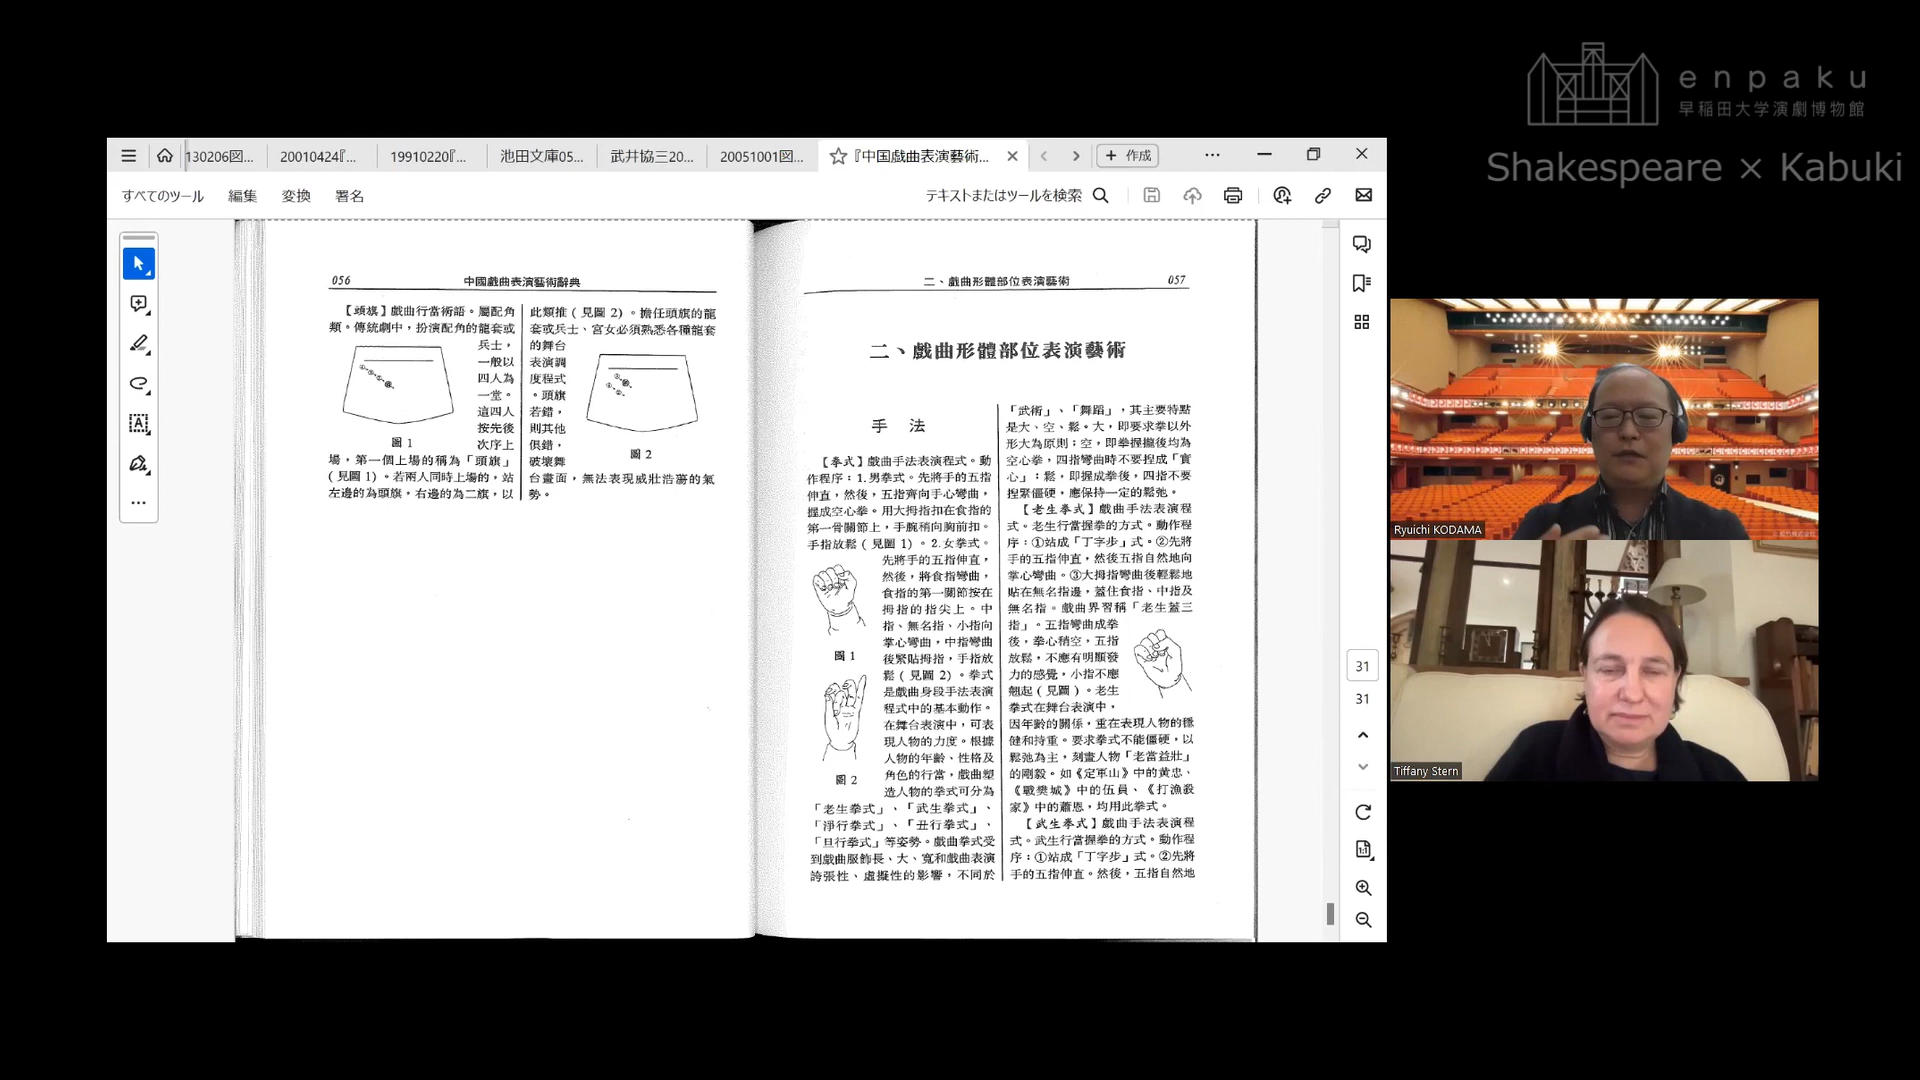 enpaku
早稲田大学演劇博物館
Shakespeare × Kabuki
130206図...
20010424『...
19910220『...
池田文庫05...
武井協三20...
20051001図...
『中国戯曲表演藝術...
作成
すべてのツール
編集
変換
署名
テキストまたはツールを検索
056
中國戲曲表演藝術辭典
【頭旗】戲曲行當術語。屬配角
類。傳統劇中，扮演配角的龍套或
兵士，
一般以
四人為
一堂。
這四人
按先後
次序上
圖 1
場，第一個上場的稱為「頭旗」
（見圖 1）。若兩人同時上場的，站
左邊的為頭旗，右邊的為二旗，以
此類推（見圖 2）。擔任頭旗的龍
套或兵士、宮女必須熟悉各種龍套
的舞台
表演調
度程式
。頭旗
若錯，
則其他
俱錯，
破壞舞
圖 2
台畫面，無法表現威壯浩蕩的氣
勢。
二、戲曲形體部位表演藝術
057
二、戲曲形體部位表演藝術
手 法
【拳式】戲曲手法表演程式。動
作程序：1.男拳式。先將手的五指
伸直，然後，五指齊向手心彎曲，
握成空心拳。用大拇指扣在食指的
第一骨關節上，手腕稍向胸前扣。
手指放鬆（見圖 1）。2.女拳式。
先將手的五指伸直，
然後，將食指彎曲，
食指的第一關節按在
拇指的指尖上。中
指、無名指、小指向
掌心彎曲，中指彎曲
後緊貼拇指，手指放
鬆（見圖 2）。拳式
是戲曲身段手法表演
程式中的基本動作。
在舞台表演中，可表
現人物的力度。根據
人物的年齡、性格及
角色的行當，戲曲塑
造人物的拳式可分為
圖 1
圖 2
「老生拳式」、「武生拳式」、
「淨行拳式」、「丑行拳式」、
「旦行拳式」等姿勢。戲曲拳式受
到戲曲服飾長、大、寬和戲曲表演
誇張性、虛擬性的影響，不同於
「武術」、「舞蹈」，其主要特點
是大、空、鬆。大，即要求拳以外
形大為原則；空，即拳握攏後均為
空心拳，四指彎曲時不要捏成「實
心」；鬆，即握成拳後，四指不要
捏緊僵硬，應保持一定的鬆弛。
【老生拳式】戲曲手法表演程
式。老生行當握拳的方式。動作程
序：①站成「丁字步」式。②先將
手的五指伸直，然後五指自然地向
掌心彎曲。③大拇指彎曲後輕鬆地
貼在無名指邊，蓋住食指、中指及
無名指。戲曲界習稱「老生蓋三
指」。五指彎曲成拳
後，拳心稍空，五指
放鬆，不應有明顯發
力的感覺，小指不應
翹起（見圖）。老生
拳式在舞台表演中，
因年齡的關係，重在表現人物的穩
健和持重。要求拳式不能僵硬，以
鬆弛為主，刻畫人物「老當益壯」
的剛毅。如《定軍山》中的黃忠、
《戰樊城》中的伍員、《打漁殺
家》中的蕭恩，均用此拳式。
【武生拳式】戲曲手法表演程
式。武生行當握拳的方式。動作程
序：①站成「丁字步」式。②先將
手的五指伸直。然後，五指自然地
31
31
Ryuichi KODAMA
Tiffany Stern